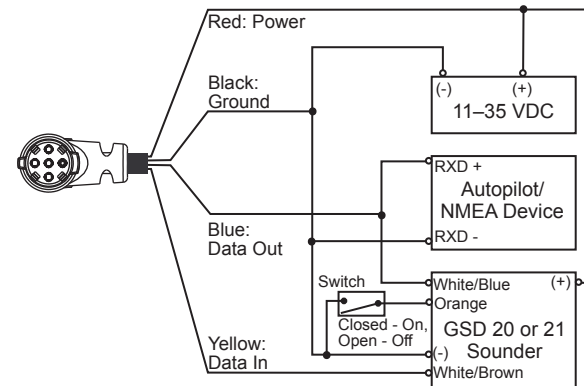 Red: Power
Black:
Ground
(-)
(+)
11–35 VDC
RXD +
Autopilot/
NMEA Device
RXD -
Blue:
Data Out
Switch
White/Blue
(+)
Orange
Closed - On,
Open - Off
GSD 20 or 21
Sounder
Yellow:
Data In
(-)
White/Brown